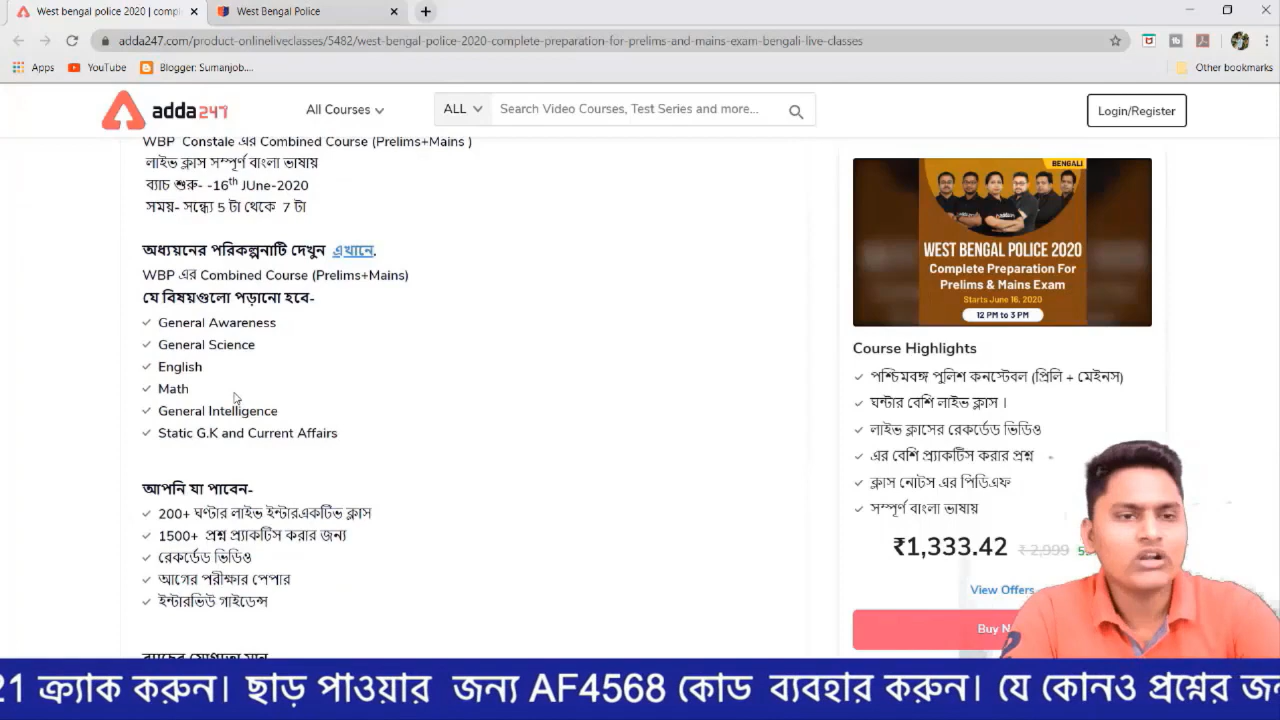 West bengal police 2020 | compl
West Bengal Police
adda247.com/product-onlineliveclasses/5482/west-bengal-police-2020-complete-preparation-for-prelims-and-mains-exam-bengali-live-classes
Apps
YouTube
Blogger: Sumanjob....
Other bookmarks
adda247
All Courses
ALL
Search Video Courses, Test Series and more...
Login/Register
WBP Constale এর Combined Course (Prelims+Mains )
লাইভ ক্লাস সম্পূর্ণ বাংলা ভাষায়
ব্যাচ শুরু- -16th JUne-2020
সময়- সন্ধ্যে 5 টা থেকে 7 টা
অধ্যয়নের পরিকল্পনাটি দেখুন এখানে.
WBP এর Combined Course (Prelims+Mains)
যে বিষয়গুলো পড়ানো হবে-
General Awareness
General Science
English
Math
General Intelligence
Static G.K and Current Affairs
আপনি যা পাবেন-
200+ ঘণ্টার লাইভ ইন্টারএকটিভ ক্লাস
1500+ প্রশ্ন প্র্যাকটিস করার জন্য
রেকর্ডেড ভিডিও
আগের পরীক্ষার পেপার
ইন্টারভিউ গাইডেন্স
BENGALI
WEST BENGAL POLICE 2020
Complete Preparation For
Prelims & Mains Exam
Starts June 16, 2020
12 PM to 3 PM
Course Highlights
পশ্চিমবঙ্গ পুলিশ কনস্টেবল (প্রিলি + মেইনস)
ঘন্টার বেশি লাইভ ক্লাস ।
লাইভ ক্লাসের রেকর্ডেড ভিডিও
এর বেশি প্র্যাকটিস করার প্রশ্ন
ক্লাস নোটস এর পিডিএফ
সম্পূর্ণ বাংলা ভাষায়
₹1,333.42 ₹ 2,999
View Offers
Buy N
21 ক্র্যাক করুন। ছাড় পাওয়ার জন্য AF4568 কোড ব্যবহার করুন। যে কোনও প্রশ্নের জন